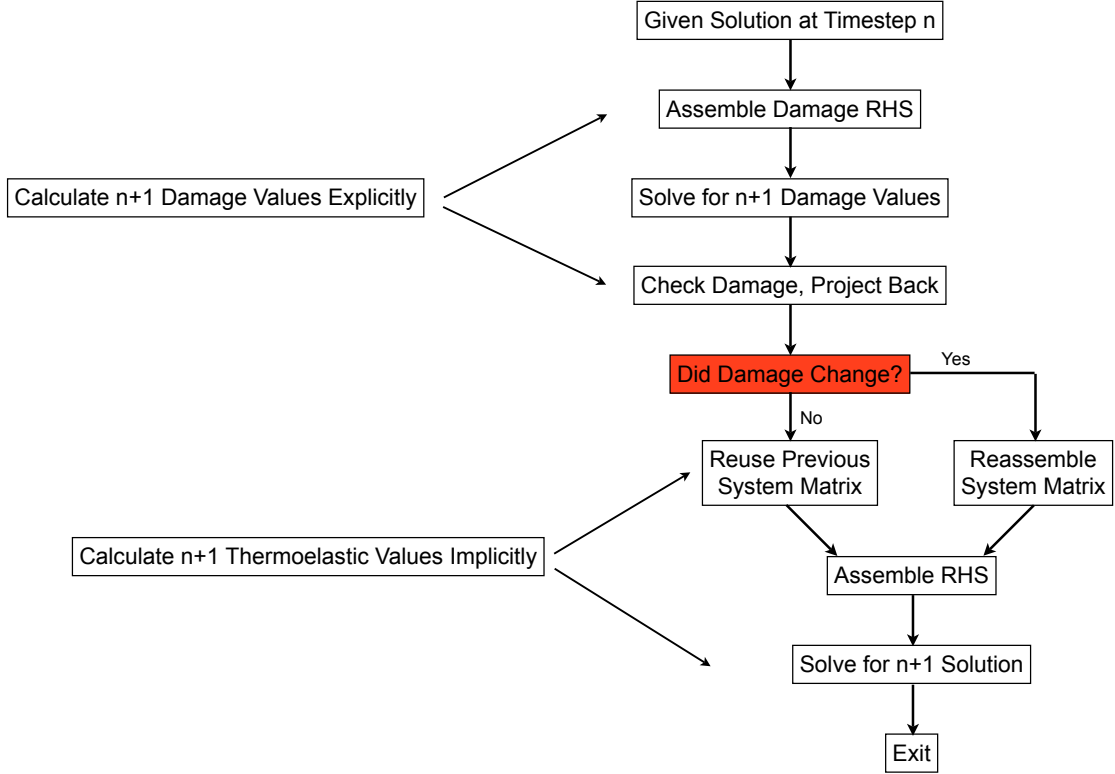 Given Solution at Timestep n
Assemble Damage RHS
Calculate n+1 Damage Values Explicitly
Solve for n+1 Damage Values
Check Damage, Project Back
Did Damage Change?
Yes
No
Reuse Previous
System Matrix
Reassemble
System Matrix
Calculate n+1 Thermoelastic Values Implicitly
Assemble RHS
Solve for n+1 Solution
Exit